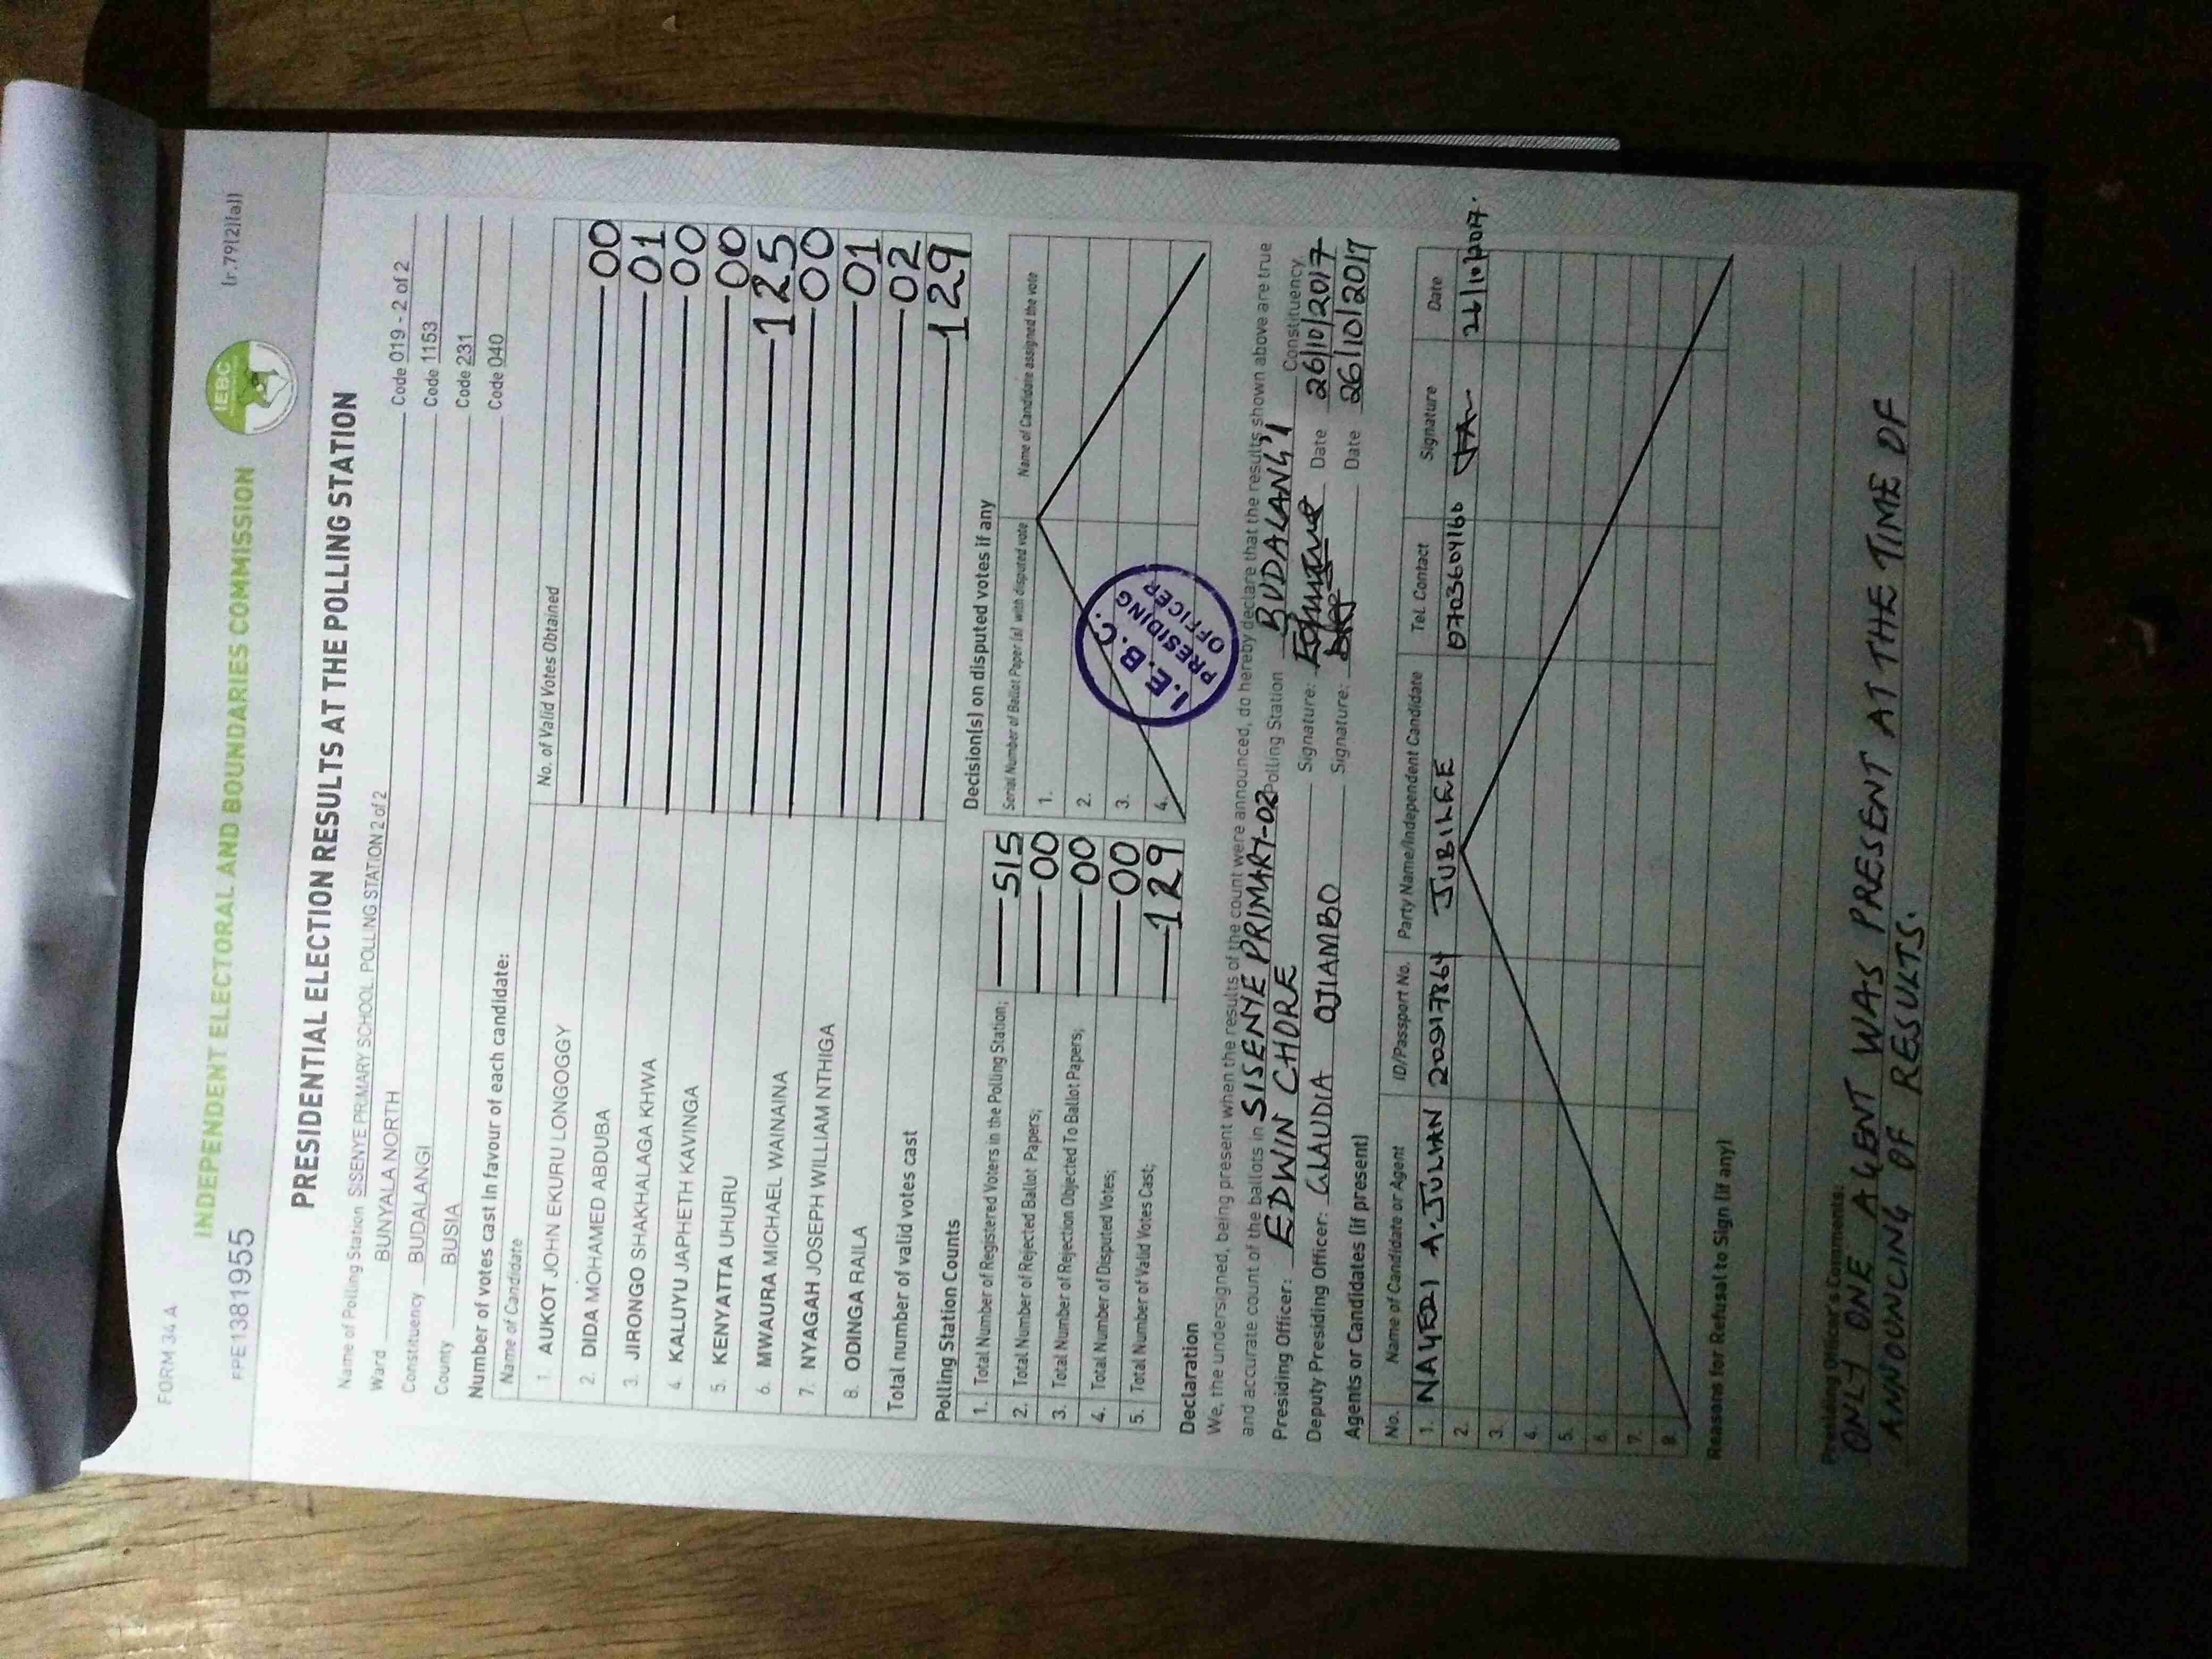 FORM 34 A
(r.79(2)(a))
FPE1381955
IEBC
INDEPENDENT ELECTORAL AND BOUNDARIES COMMISSION
PRESIDENTIAL ELECTION RESULTS AT THE POLLING STATION
Name of Polling Station SISENYE PRIMARY SCHOOL POLLING STATION 2 of 2 Code 019 - 2 of 2
Ward BUNYALA NORTH Code 1153
Constituency BUDALANGI Code 231
County BUSIA Code 040
Number of votes cast in favour of each candidate:
Name of Candidate No. of Valid Votes Obtained
1. AUKOT JOHN EKURU LONGOGGY 00
2. DIDA MOHAMED ABDUBA 01
3. JIRONGO SHAKHALAGA KHWA 00
4. KALUYU JAPHETH KAVINGA 00
5. KENYATTA UHURU 125
6. MWAURA MICHAEL WAINAINA 00
7. NYAGAH JOSEPH WILLIAM NTHIGA 01
8. ODINGA RAILA 02
Total number of valid votes cast 129
Polling Station Counts
1. Total Number of Registered Voters in the Polling Station; 515
2. Total Number of Rejected Ballot Papers; 00
3. Total Number of Rejection Objected To Ballot Papers; 00
4. Total Number of Disputed Votes; 00
5. Total Number of Valid Votes Cast; 129
Decision(s) on disputed votes if any
Serial Number of Ballot Paper (s) with disputed vote Name of Candidate assigned the vote
1.
2.
3.
4.
I.E.B.C.
PRESIDING
OFFICER
Declaration
We, the undersigned, being present when the results of the count were announced, do hereby declare that the results shown above are true
and accurate count of the ballots in SISENYE PRIMARY-02 Polling Station BUDALANG'I Constituency.
Presiding Officer: EDWIN CHORE Signature: Date 26/10/2017
Deputy Presiding Officer: CLAUDIA OJIAMBO Signature: Date 26/10/2017
Agents or Candidates (if present)
No. Name of Candidate or Agent ID/Passport No. Party Name/Independent Candidate Tel. Contact Signature Date
1. A. JULIAN 20917864 JUBILEE 0703604160 26/10/2017.
2.
3.
4.
5.
6.
7.
8.
Reasons for Refusal to Sign (if any)
Presiding Officer's Comments:
ONLY ONE AGENT WAS PRESENT AT THE TIME OF
ANNOUNCING OF RESULTS.